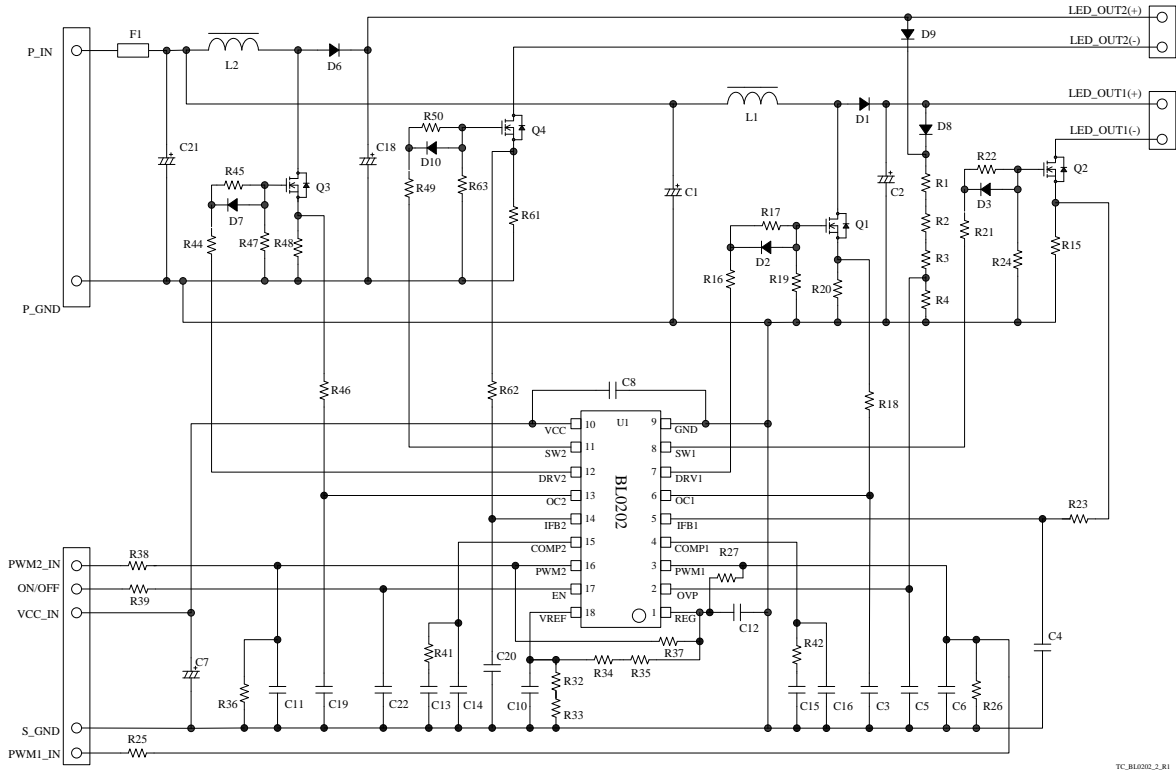 LED_OUT2(+)
F1
D9
P_IN
LED_OUT2(-)
L2
D6
LED_OUT1(+)
L1
D1
R50
Q4
D8
LED_OUT1(-)
C21
C18
D10
R22
Q2
R45
Q3
R49
R63
C1
C2
R1
D3
D7
R61
R17
Q1
R2
R21
R44
R47
R48
D2
R3
R24
R15
R16
R19
R20
R4
P_GND
R46
R62
C8
R18
U1
VCC
10
9
GND
SW2
11
8
SW1
DRV2
12
7
DRV1
BL0202
OC2
13
6
OC1
R23
IFB2
14
5
IFB1
COMP2
15
4
COMP1
R38
R27
PWM2_IN
PWM2
16
3
PWM1
ON/OFF
EN
17
2
OVP
R39
VCC_IN
VREF
18
1
REG
C12
R37
C4
C7
R41
C20
R34
R35
R42
R32
R36
C11
C19
C22
C13
C14
C10
R33
C15
C16
C3
C5
C6
R26
S_GND
R25
PWM1_IN
TC_BL0202_2_R1